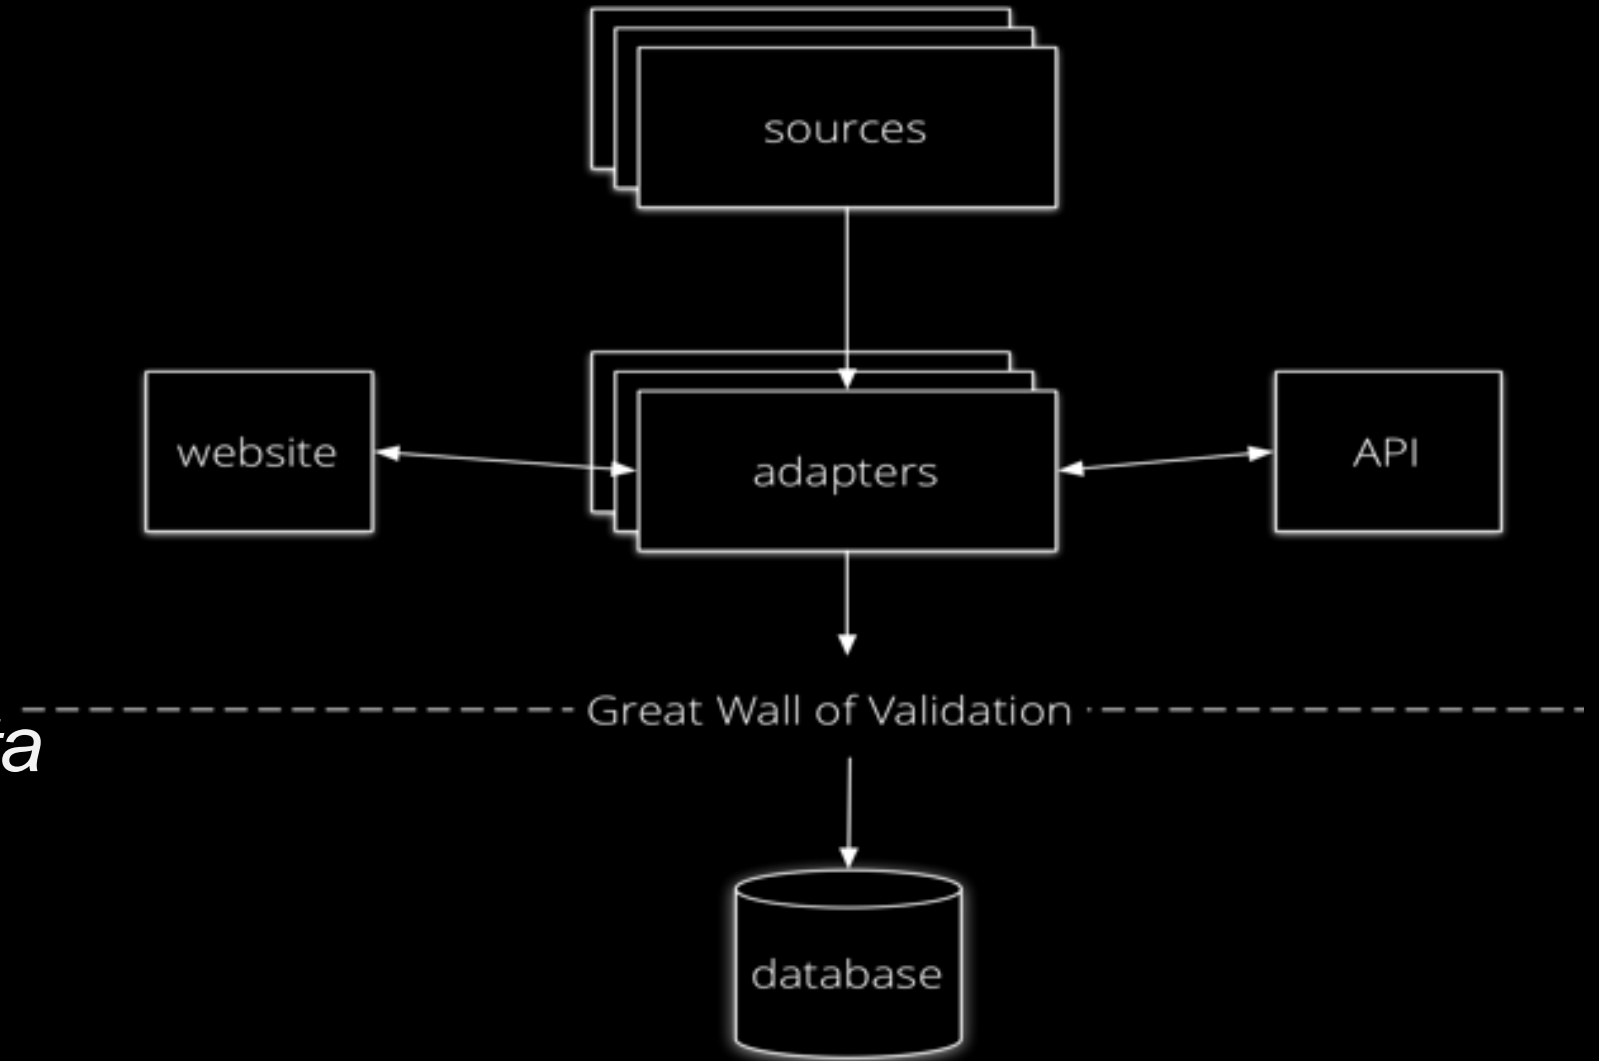 sources
website
adapters
API
Great Wall of Validation
database